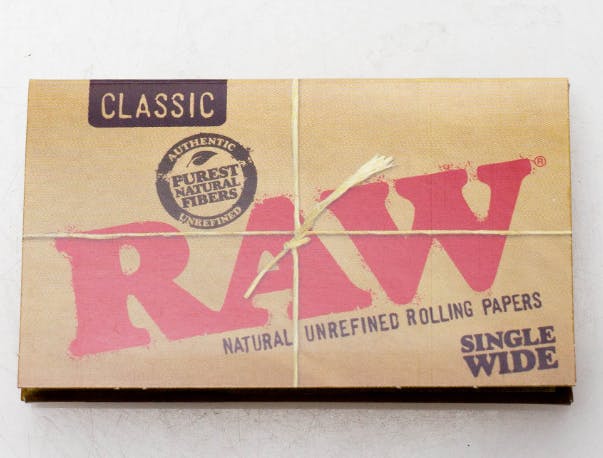 CLASSIC
AUTHENTIC
PUREST
NATURAL
FIBERS
UNREFINED
RAW®
NATURAL UNREFINED ROLLING PAPERS
SINGLE
WIDE